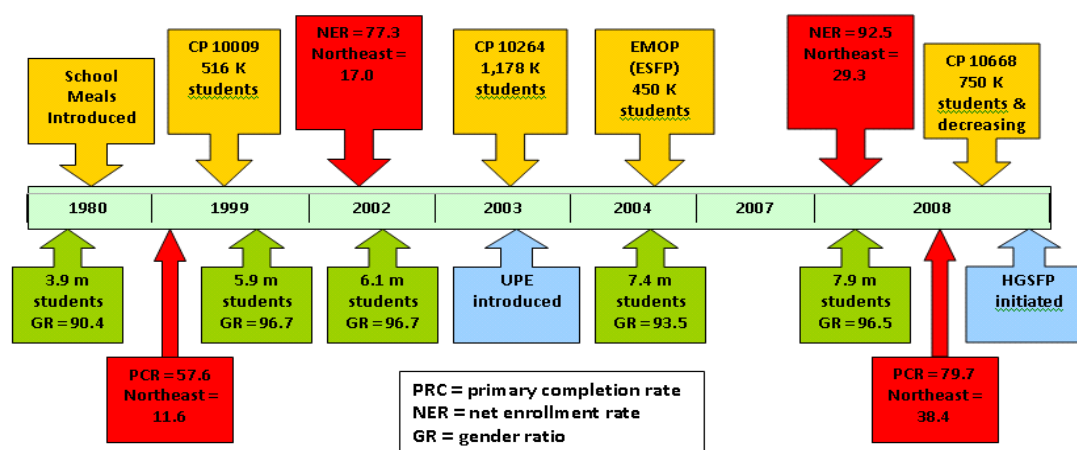 School
Meals
Introduced
CP 10009
516 K
students
NER = 77.3
Northeast =
17.0
CP 10264
1,178 K
students
EMOP
(ESFP)
450 K
students
NER = 92.5
Northeast =
29.3
CP 10668
750 K
students &
decreasing
1980
1999
2002
2003
2004
2007
2008
3.9 m
students
GR = 90.4
5.9 m
students
GR = 96.7
6.1 m
students
GR = 96.7
UPE
introduced
7.4 m
students
GR = 93.5
7.9 m
students
GR = 96.5
HGSFP
initiated
PCR = 57.6
Northeast =
11.6
PRC = primary completion rate
NER = net enrollment rate
GR = gender ratio
PCR = 79.7
Northeast =
38.4